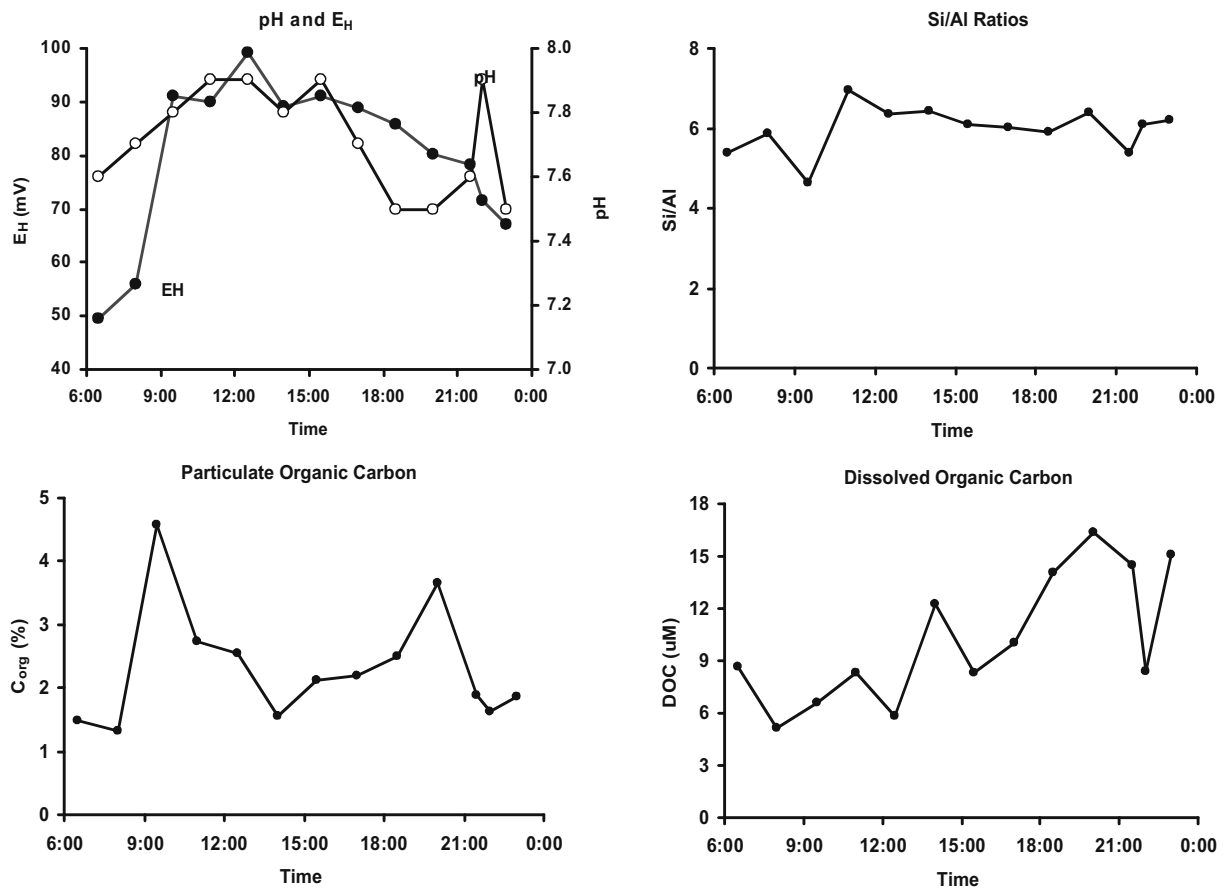 pH and EH
100
90
80
70
60
50
40
EH (mV)
8.0
7.8
7.6
7.4
7.2
7.0
pH
pH
EH
6:00 9:00 12:00 15:00 18:00 21:00 0:00
Time
Si/Al Ratios
8
6
4
2
0
Si/Al
6:00 9:00 12:00 15:00 18:00 21:00 0:00
Time
Particulate Organic Carbon
5
4
3
2
1
0
Corg (%)
6:00 9:00 12:00 15:00 18:00 21:00 0:00
Time
Dissolved Organic Carbon
18
15
12
9
6
3
0
DOC (uM)
6:00 9:00 12:00 15:00 18:00 21:00 0:00
Time